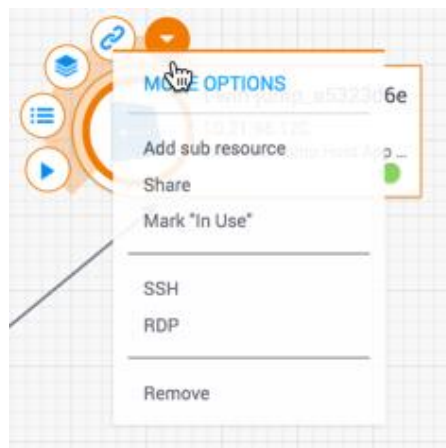 MORE OPTIONS
6e
Add sub resource
p ...
Share
Mark "In Use"
SSH
RDP
Remove